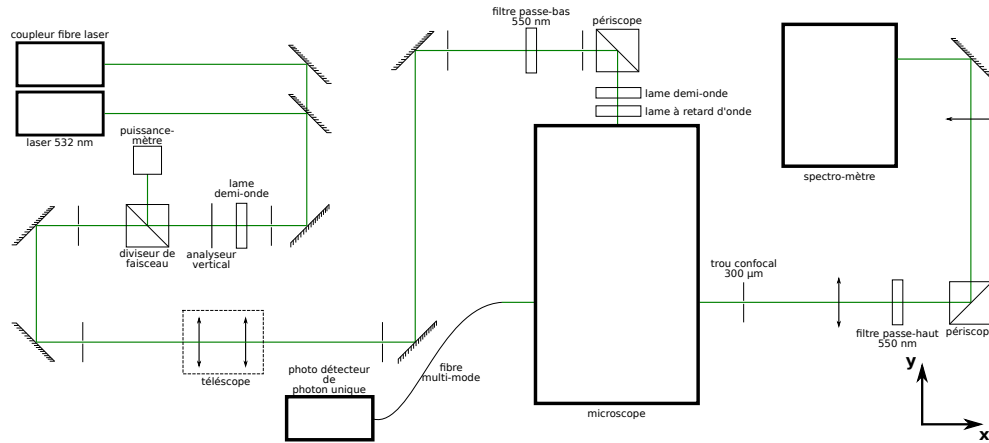 coupleur fibre laser
laser 532 nm
puissance-
mètre
lame
demi-onde
diviseur de
faisceau
analyseur
vertical
téléscope
photo détecteur
de
photon unique
fibre
multi-mode
filtre passe-bas
550 nm
périscope
lame demi-onde
lame à retard d'onde
microscope
spectro-mètre
trou confocal
300 µm
filtre passe-haut
550 nm
périscop
y
x